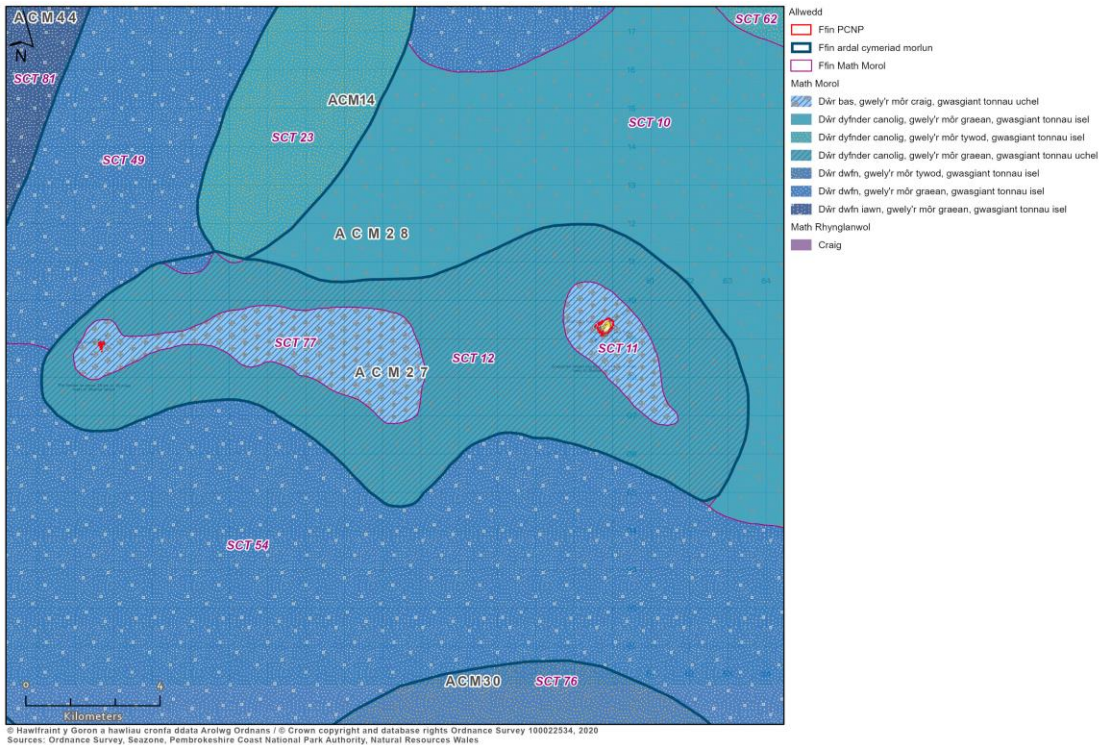 ACM44
N
SCT 81
SCT 62
ACM14
SCT 10
SCT 23
SCT 49
ACM28
SCT 77
SCT 12
SCT 11
ACM27
SCT 54
ACM30
SCT 76
0 4
Kilometers
Allwedd
Ffin PCNP
Ffin ardal cymeriad morlun
Ffin Math Morol
Math Morol
Dŵr bas, gwely'r môr craig, gwasgiant tonnau uchel
Dŵr dyfnder canolig, gwely'r môr graean, gwasgiant tonnau isel
Dŵr dyfnder canolig, gwely'r môr tywod, gwasgiant tonnau isel
Dŵr dyfnder canolig, gwely'r môr graean, gwasgiant tonnau uchel
Dŵr dwfn, gwely'r môr tywod, gwasgiant tonnau isel
Dŵr dwfn, gwely'r môr graean, gwasgiant tonnau isel
Dŵr dwfn iawn, gwely'r môr graean, gwasgiant tonnau isel
Math Rhynglanwol
Craig
© Hawlfraint y Goron a hawliau cronfa ddata Arolwg Ordnans / © Crown copyright and database rights Ordnance Survey 100022534, 2020
Sources: Ordnance Survey, Seazone, Pembrokeshire Coast National Park Authority, Natural Resources Wales